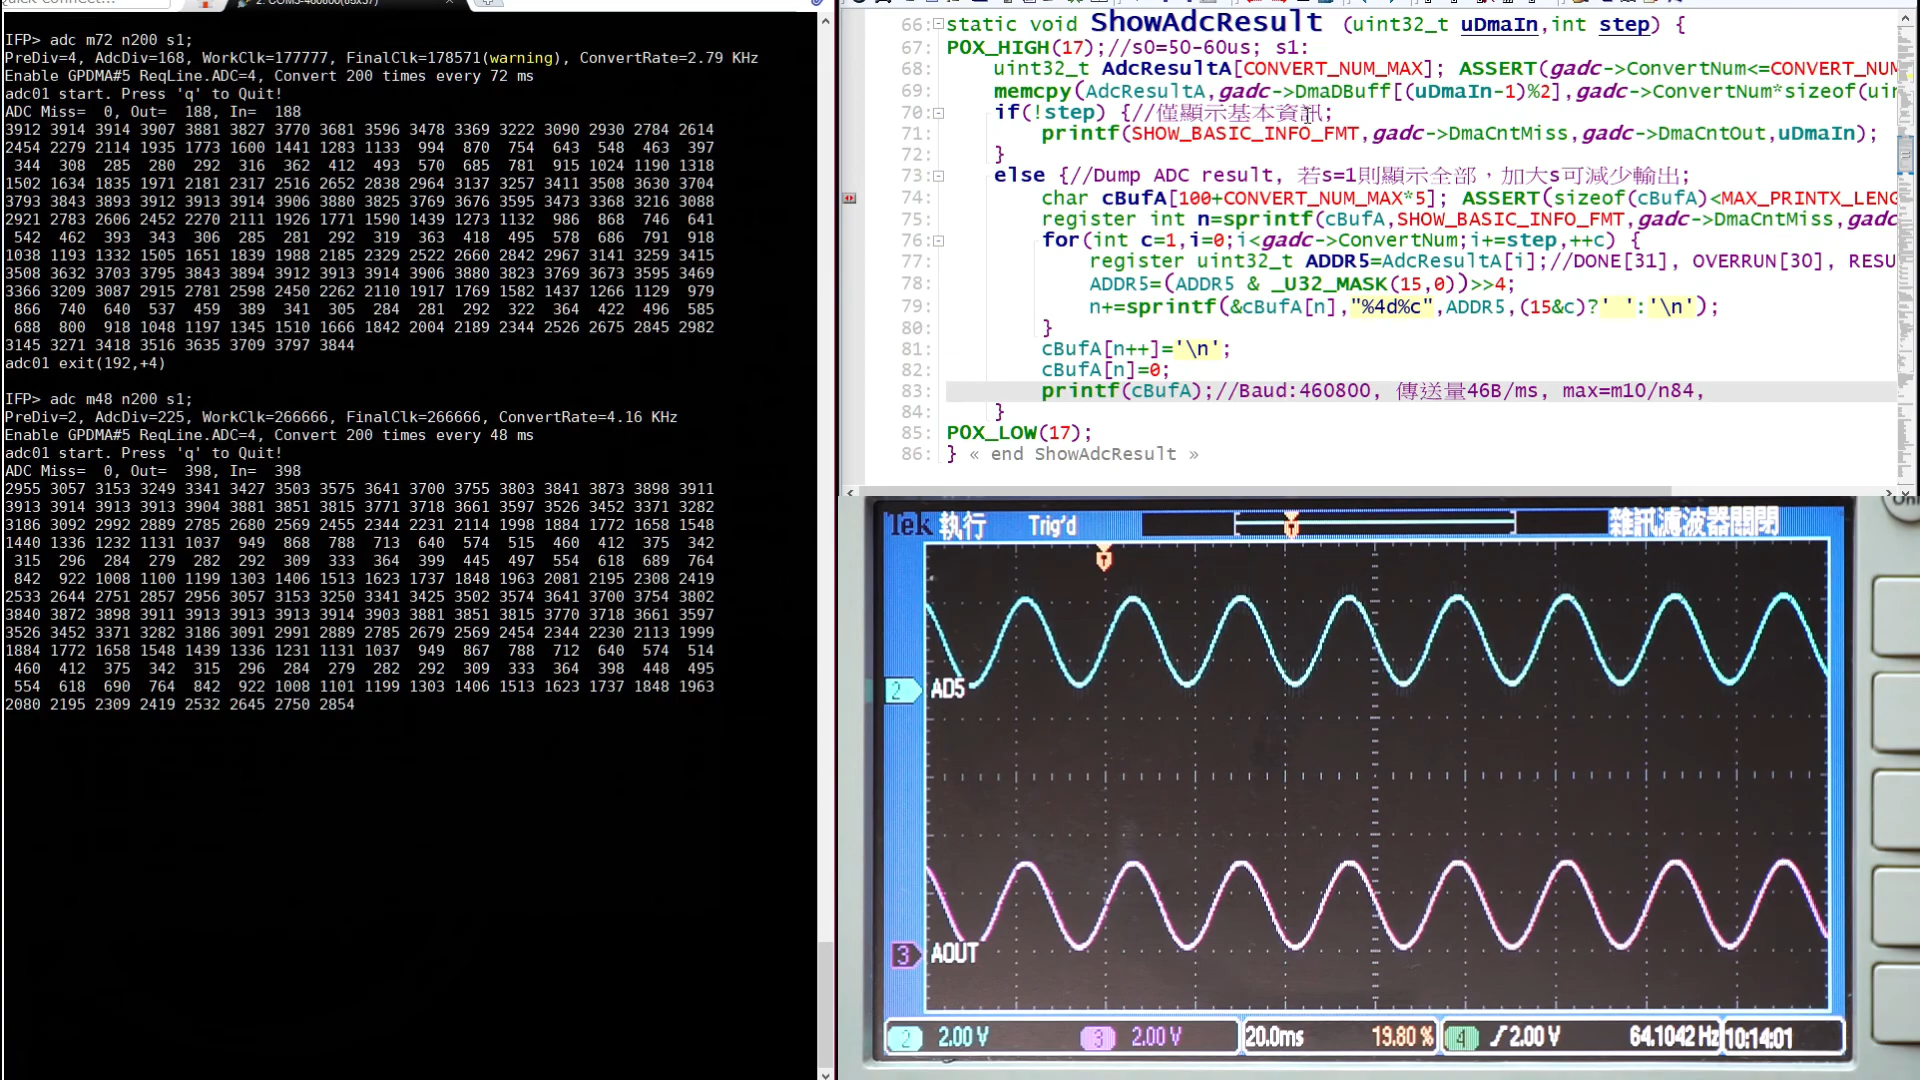 2. COM3-460800(85x57)
IFP> adc m72 n200 s1;
PreDiv=4, AdcDiv=168, WorkClk=177777, FinalClk=178571(warning), ConvertRate=2.79 KHz
Enable GPDMA#5 ReqLine.ADC=4, Convert 200 times every 72 ms
adc01 start. Press 'q' to Quit!
ADC Miss=  0, Out=  188, In=  188
3912 3914 3914 3907 3881 3827 3770 3681 3596 3478 3369 3222 3090 2930 2784 2614
2454 2279 2114 1935 1773 1600 1441 1283 1133  994  870  754  643  548  463  397
 344  308  285  280  292  316  362  412  493  570  685  781  915 1024 1190 1318
1502 1634 1835 1971 2181 2317 2516 2652 2838 2964 3137 3257 3411 3508 3630 3704
3793 3843 3893 3912 3913 3914 3906 3880 3825 3769 3676 3595 3473 3368 3216 3088
2921 2783 2606 2452 2270 2111 1926 1771 1590 1439 1273 1132  986  868  746  641
 542  462  393  343  306  285  281  292  319  363  418  495  578  686  791  918
1038 1193 1332 1505 1651 1839 1988 2185 2329 2522 2660 2842 2967 3141 3259 3415
3508 3632 3703 3795 3843 3894 3912 3913 3914 3906 3880 3823 3769 3673 3595 3469
3366 3209 3087 2915 2781 2598 2450 2262 2110 1917 1769 1582 1437 1266 1129  979
 866  740  640  537  459  389  341  305  284  281  292  322  364  422  496  585
 688  800  918 1048 1197 1345 1510 1666 1842 2004 2189 2344 2526 2675 2845 2982
3145 3271 3418 3516 3635 3709 3797 3844
adc01 exit(192,+4)
IFP> adc m48 n200 s1;
PreDiv=2, AdcDiv=225, WorkClk=266666, FinalClk=266666, ConvertRate=4.16 KHz
Enable GPDMA#5 ReqLine.ADC=4, Convert 200 times every 48 ms
adc01 start. Press 'q' to Quit!
ADC Miss=  0, Out=  398, In=  398
2955 3057 3153 3249 3341 3427 3503 3575 3641 3700 3755 3803 3841 3873 3898 3911
3913 3914 3913 3913 3904 3881 3851 3815 3771 3718 3661 3597 3526 3452 3371 3282
3186 3092 2992 2889 2785 2680 2569 2455 2344 2231 2114 1998 1884 1772 1658 1548
1440 1336 1232 1131 1037  949  868  788  713  640  574  515  460  412  375  342
 315  296  284  279  282  292  309  333  364  399  445  497  554  618  689  764
 842  922 1008 1100 1199 1303 1406 1513 1623 1737 1848 1963 2081 2195 2308 2419
2533 2644 2751 2857 2956 3057 3153 3250 3341 3425 3502 3574 3641 3700 3754 3802
3840 3872 3898 3911 3913 3913 3914 3903 3881 3851 3815 3770 3718 3661 3597
3526 3452 3371 3282 3186 3091 2991 2889 2785 2679 2569 2454 2344 2230 2113 1999
1884 1772 1658 1548 1439 1336 1231 1131 1037  949  867  788  712  640  574  514
 460  412  375  342  315  296  284  279  282  292  309  333  364  398  448  495
 554  618  690  764  842  922 1008 1101 1199 1303 1406 1513 1623 1737 1848 1963
2080 2195 2309 2419 2532 2645 2750 2854
66: static void ShowAdcResult (uint32_t uDmaIn,int step) {
67: POX_HIGH(17);//s0=50-60us; s1:
68: uint32_t AdcResultA[CONVERT_NUM_MAX]; ASSERT(gadc->ConvertNum<=CONVERT_NUM
69: memcpy(AdcResultA,gadc->DmaDBuff[(uDmaIn-1)%2],gadc->ConvertNum*sizeof(uin
70: if(!step) {//僅顯示基本資訊;
71: printf(SHOW_BASIC_INFO_FMT,gadc->DmaCntMiss,gadc->DmaCntOut,uDmaIn);
72: }
73: else {//Dump ADC result, 若s=1則顯示全部，加大s可減少輸出;
74: char cBufA[100+CONVERT_NUM_MAX*5]; ASSERT(sizeof(cBufA)<MAX_PRINTX_LENG
75: register int n=sprintf(cBufA,SHOW_BASIC_INFO_FMT,gadc->DmaCntMiss,gadc
76: for(int c=1,i=0;i<gadc->ConvertNum;i+=step,++c) {
77: register uint32_t ADDR5=AdcResultA[i];//DONE[31], OVERRUN[30], RESU
78: ADDR5=(ADDR5 & _U32_MASK(15,0))>>4;
79: n+=sprintf(&cBufA[n],"%4d%c",ADDR5,(15&c)?' ':'\n');
80: }
81: cBufA[n++]='\n';
82: cBufA[n]=0;
83: printf(cBufA);//Baud:460800, 傳送量46B/ms, max=m10/n84,
84: }
85: POX_LOW(17);
86: } « end ShowAdcResult »
Tek 執行 Trig'd 雜訊濾波器關閉
2 AD5
3 AOUT
2 2.00 V 3 2.00 V 20.0ms 19.80 % 4 2.00 V 64.1042 Hz 10:14:01